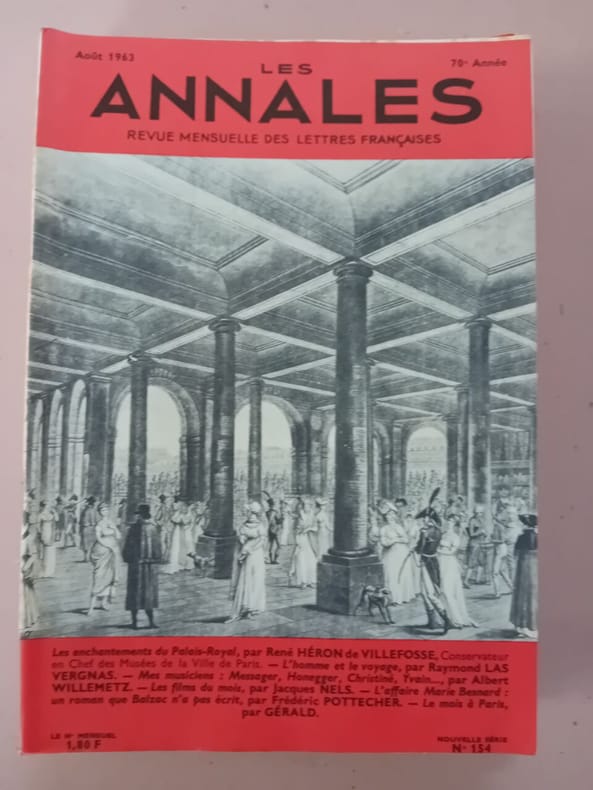 Août 1963
70e Année
LES
ANNALES
REVUE MENSUELLE DES LETTRES FRANÇAISES
Les enchantements du Palais-Royal, par René HÉRON de VILLEFOSSE, Conservateur
en Chef des Musées de la Ville de Paris. — L'homme et le voyage, par Raymond LAS
VERGNAS. — Mes musiciens : Messager, Honegger, Christiné, Yvain..., par Albert
WILLEMETZ. — Les films du mois, par Jacques NELS. — L'affaire Marie Besnard :
un roman que Balzac n'a pas écrit, par Frédéric POTTECHER. — Le mois à Paris,
par GÉRALD.
LE No MENSUEL
1,80 F
NOUVELLE SÉRIE
No 154